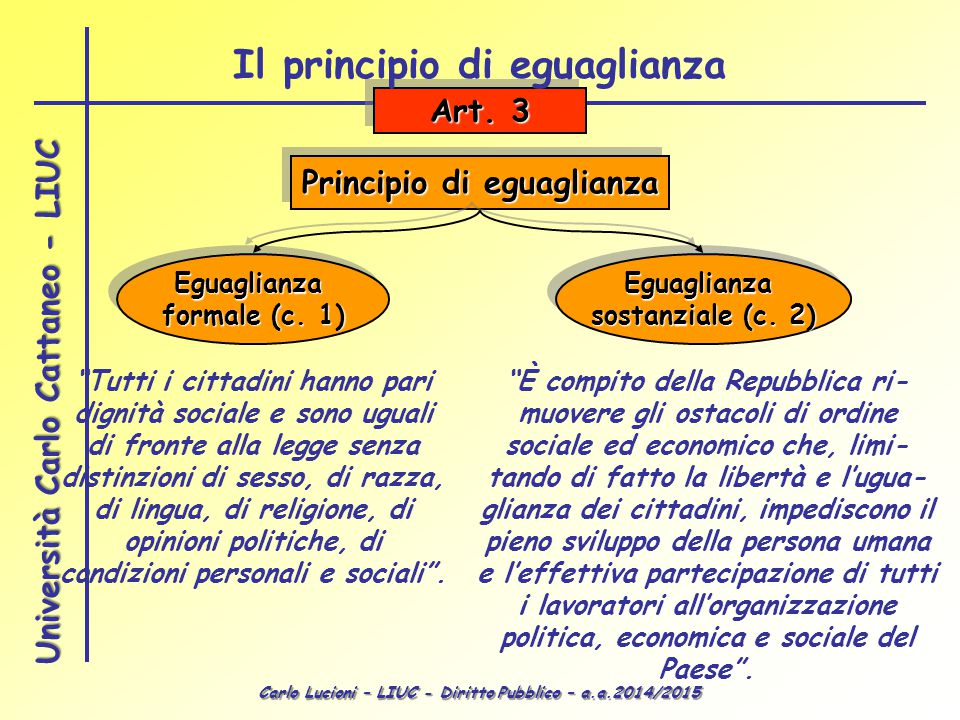 Il principio di eguaglianza
Art. 3
Principio di eguaglianza
Eguaglianza
formale (c. 1)
Eguaglianza
sostanziale (c. 2)
“Tutti i cittadini hanno pari
dignità sociale e sono uguali
di fronte alla legge senza
distinzioni di sesso, di razza,
di lingua, di religione, di
opinioni politiche, di
condizioni personali e sociali”.
“È compito della Repubblica ri-
muovere gli ostacoli di ordine
sociale ed economico che, limi-
tando di fatto la libertà e l’ugua-
glianza dei cittadini, impediscono il
pieno sviluppo della persona umana
e l’effettiva partecipazione di tutti
i lavoratori all’organizzazione
politica, economica e sociale del
Paese”.
Università Carlo Cattaneo - LIUC
Carlo Lucioni – LIUC - Diritto Pubblico – a.a.2014/2015